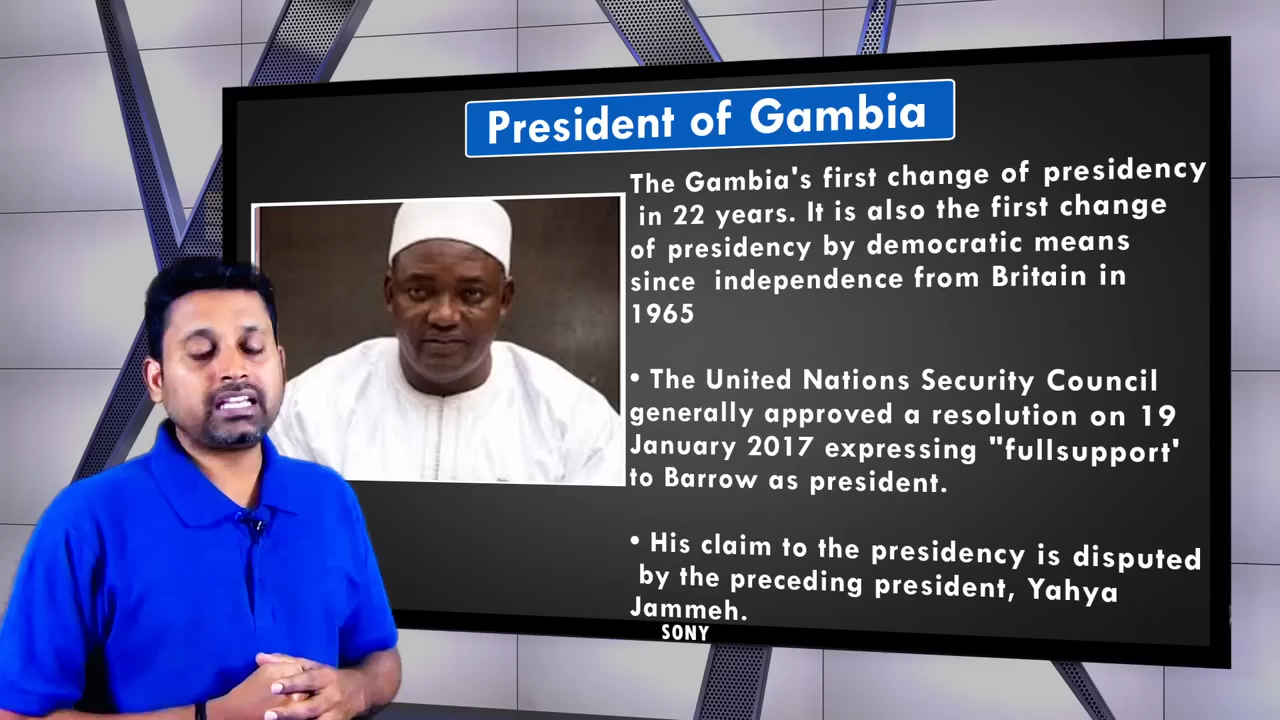 President of Gambia
The Gambia's first change of presidency
in 22 years. It is also the first change
of presidency by democratic means
since independence from Britain in
1965
• The United Nations Security Council
generally approved a resolution on 19
January 2017 expressing "fullsupport'
to Barrow as president.
• His claim to the presidency is disputed
by the preceding president, Yahya
Jammeh.
SONY